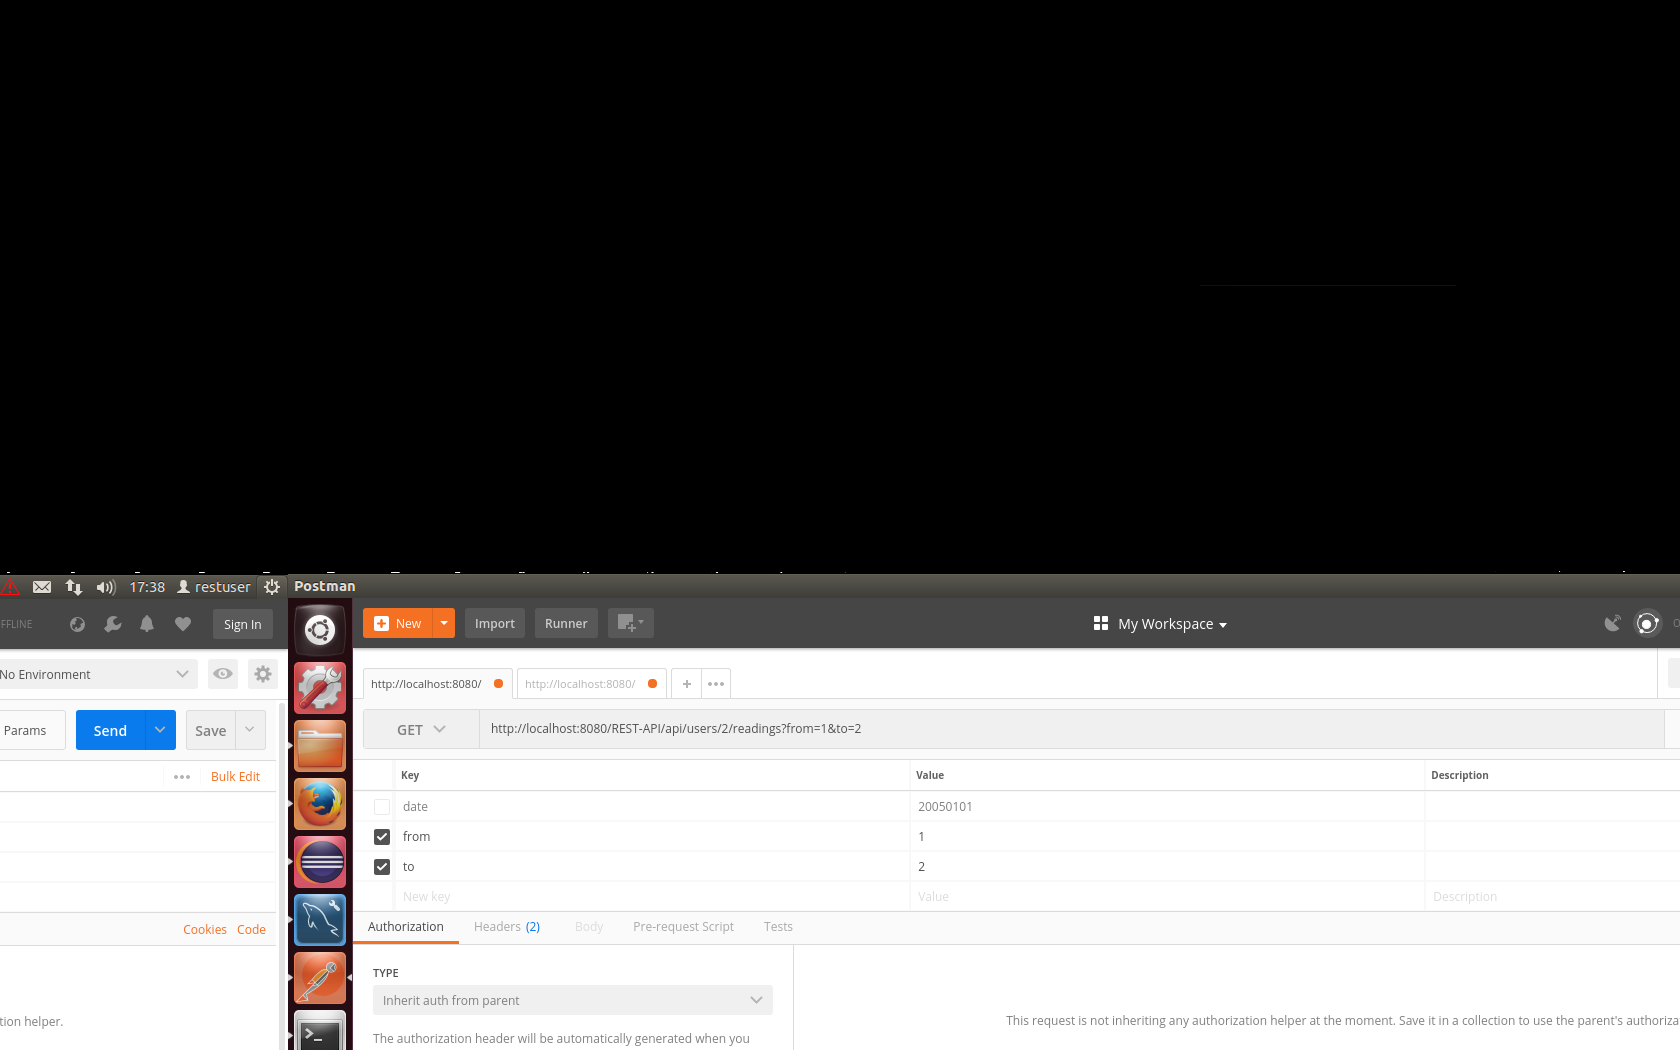 FFLINE
17:38 restuser
Sign In
No Environment
Params Send Save
Bulk Edit
Cookies Code
tion helper.
Postman
New Import Runner
My Workspace
http://localhost:8080/ http://localhost:8080/ + •••
GET http://localhost:8080/REST-API/api/users/2/readings?from=1&to=2
Key Value Description
date 20050101
from 1
to 2
New key Value Description
Authorization Headers (2) Body Pre-request Script Tests
TYPE
Inherit auth from parent
The authorization header will be automatically generated when you
This request is not inheriting any authorization helper at the moment. Save it in a collection to use the parent's authoriza